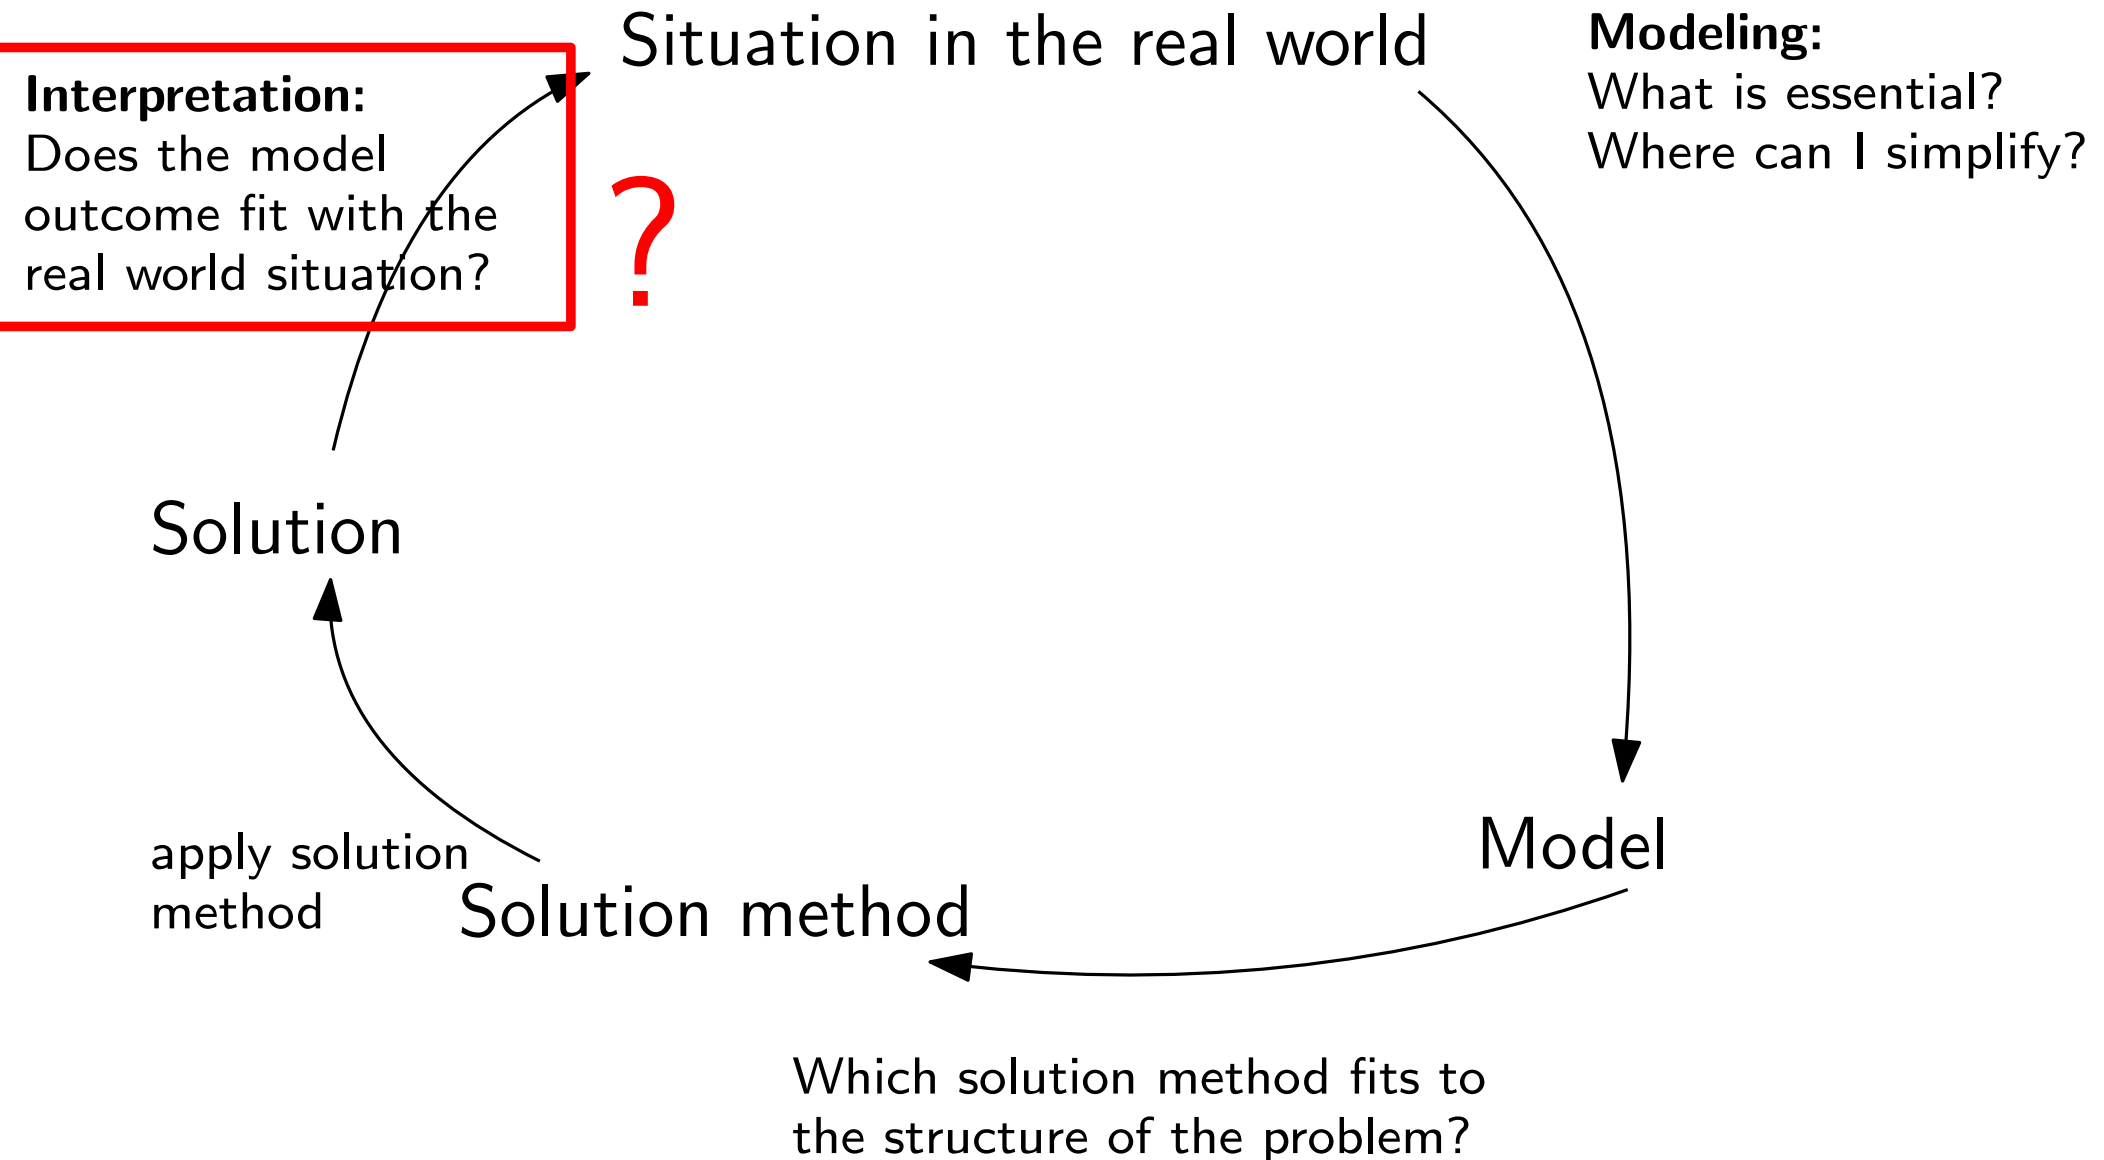 Situation in the real world
Modeling:
What is essential?
Where can I simplify?
Interpretation:
Does the model
outcome fit with the
real world situation?
?
Solution
Model
apply solution
method
Solution method
Which solution method fits to
the structure of the problem?